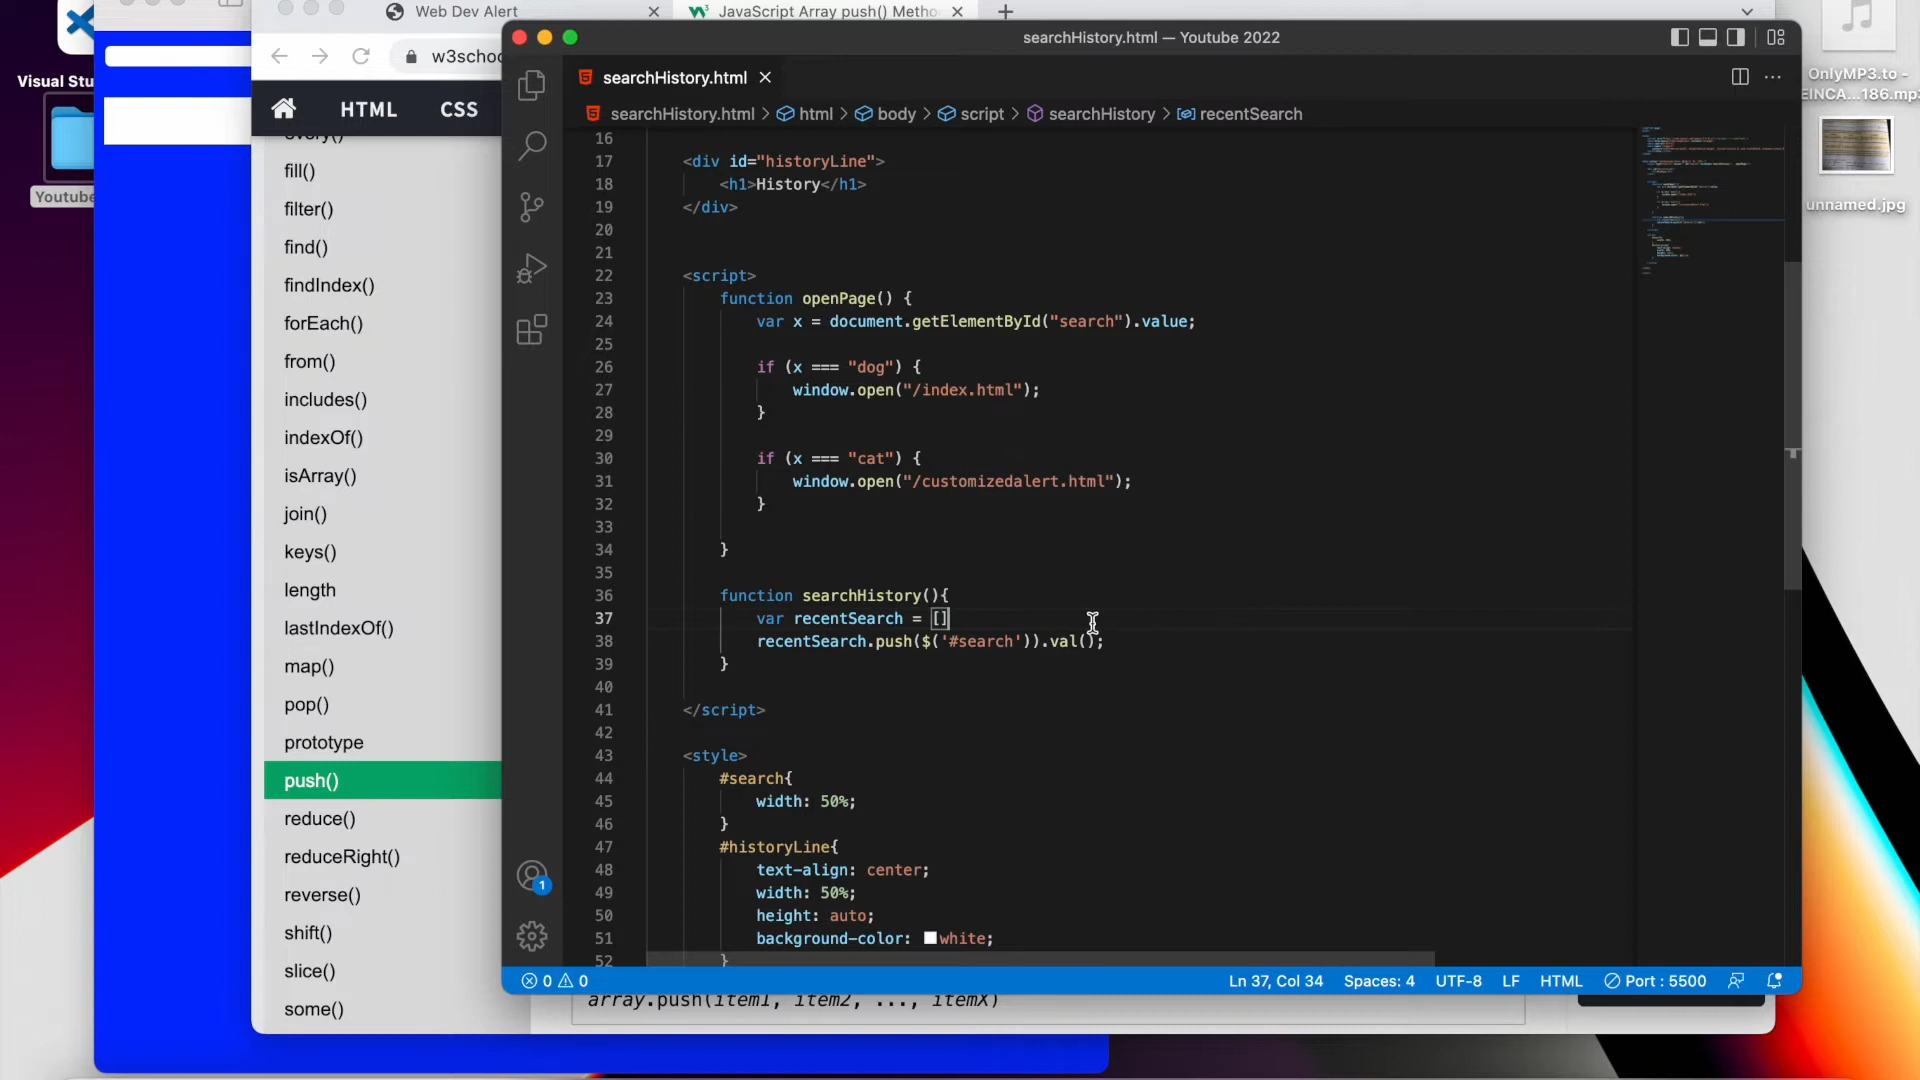 Visual Stu
Youtube
Web Dev Alert
JavaScript Array push() Metho
w3schoo
HTML
CSS
every()
fill()
filter()
find()
findIndex()
forEach()
from()
includes()
indexOf()
isArray()
join()
keys()
length
lastIndexOf()
map()
pop()
prototype
push()
reduce()
reduceRight()
reverse()
shift()
slice()
some()
searchHistory.html — Youtube 2022
searchHistory.html
searchHistory.html > html > body > script > searchHistory > recentSearch
16
17 <div id="historyLine">
18 <h1>History</h1>
19 </div>
20
21
22 <script>
23 function openPage() {
24 var x = document.getElementById("search").value;
25
26 if (x === "dog") {
27 window.open("/index.html");
28 }
29
30 if (x === "cat") {
31 window.open("/customizedalert.html");
32 }
33
34 }
35
36 function searchHistory(){
37 var recentSearch = []
38 recentSearch.push($('#search')).val();
39 }
40
41 </script>
42
43 <style>
44 #search{
45 width: 50%;
46 }
47 #historyLine{
48 text-align: center;
49 width: 50%;
50 height: auto;
51 background-color: white;
52 }
1
0 0
Ln 37, Col 34
Spaces: 4
UTF-8
LF
HTML
Port : 5500
array.push(item1, item2, ..., itemX)
OnlyMP3.to -
EINCA...186.mp3
unnamed.jpg